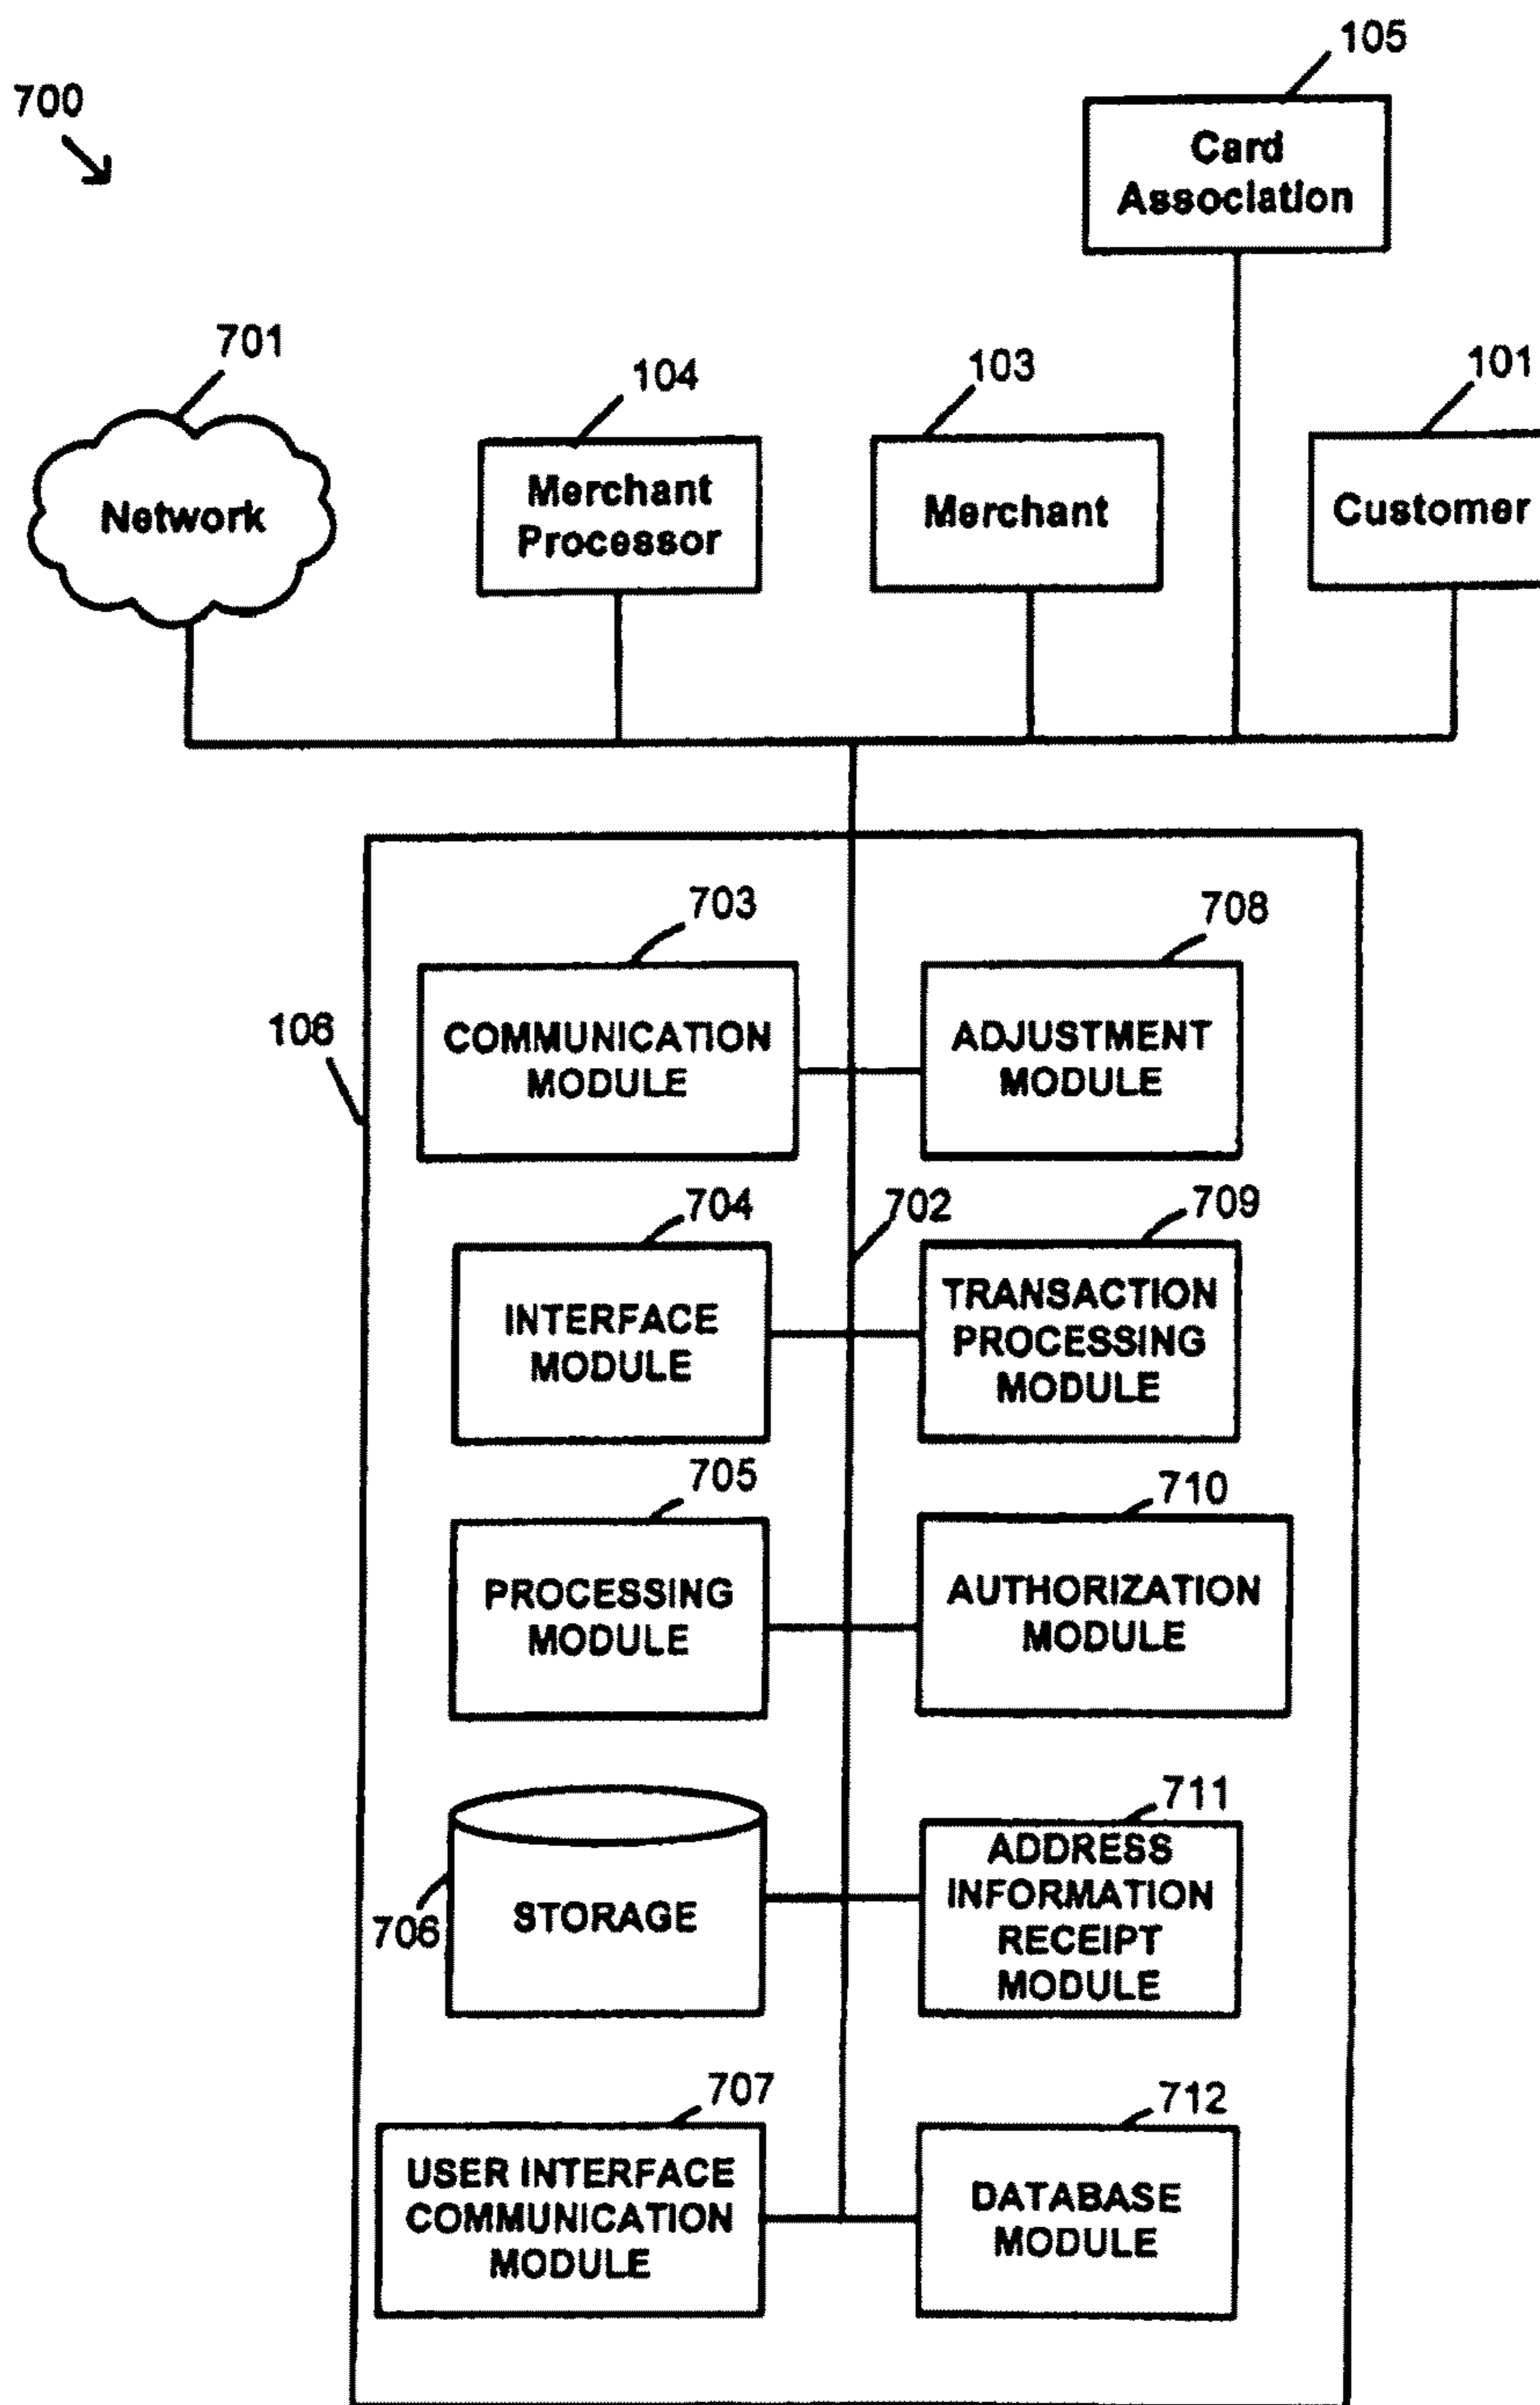 105
700
Card
Association
701
104
103
101
Network
Merchant
Processor
Merchant
Customer
703
708
106
COMMUNICATION
MODULE
ADJUSTMENT
MODULE
704
702
709
INTERFACE
MODULE
TRANSACTION
PROCESSING
MODULE
705
710
PROCESSING
MODULE
AUTHORIZATION
MODULE
711
706
STORAGE
ADDRESS
INFORMATION
RECEIPT
MODULE
707
712
USER INTERFACE
COMMUNICATION
MODULE
DATABASE
MODULE